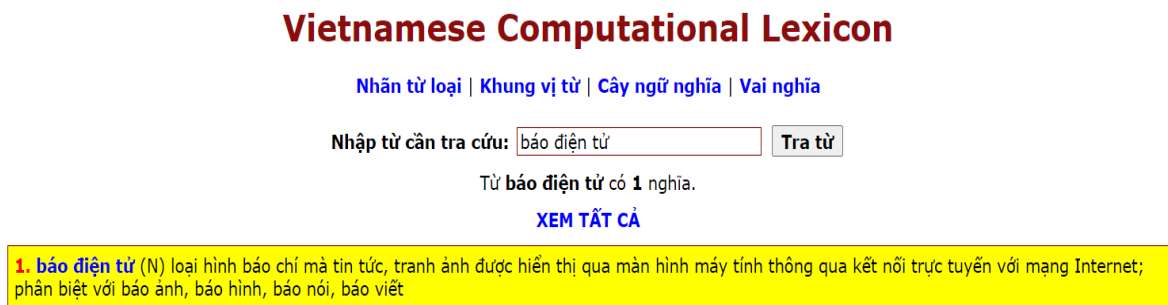 Vietnamese Computational Lexicon
Nhãn từ loại | Khung vị từ | Cây ngữ nghĩa | Vai nghĩa
Nhập từ cần tra cứu: báo điện tử Tra từ
Từ báo điện tử có 1 nghĩa.
XEM TẤT CẢ
1. báo điện tử (N) loại hình báo chí mà tin tức, tranh ảnh được hiển thị qua màn hình máy tính thông qua kết nối trực tuyến với mạng Internet;
phân biệt với báo ảnh, báo hình, báo nói, báo viết